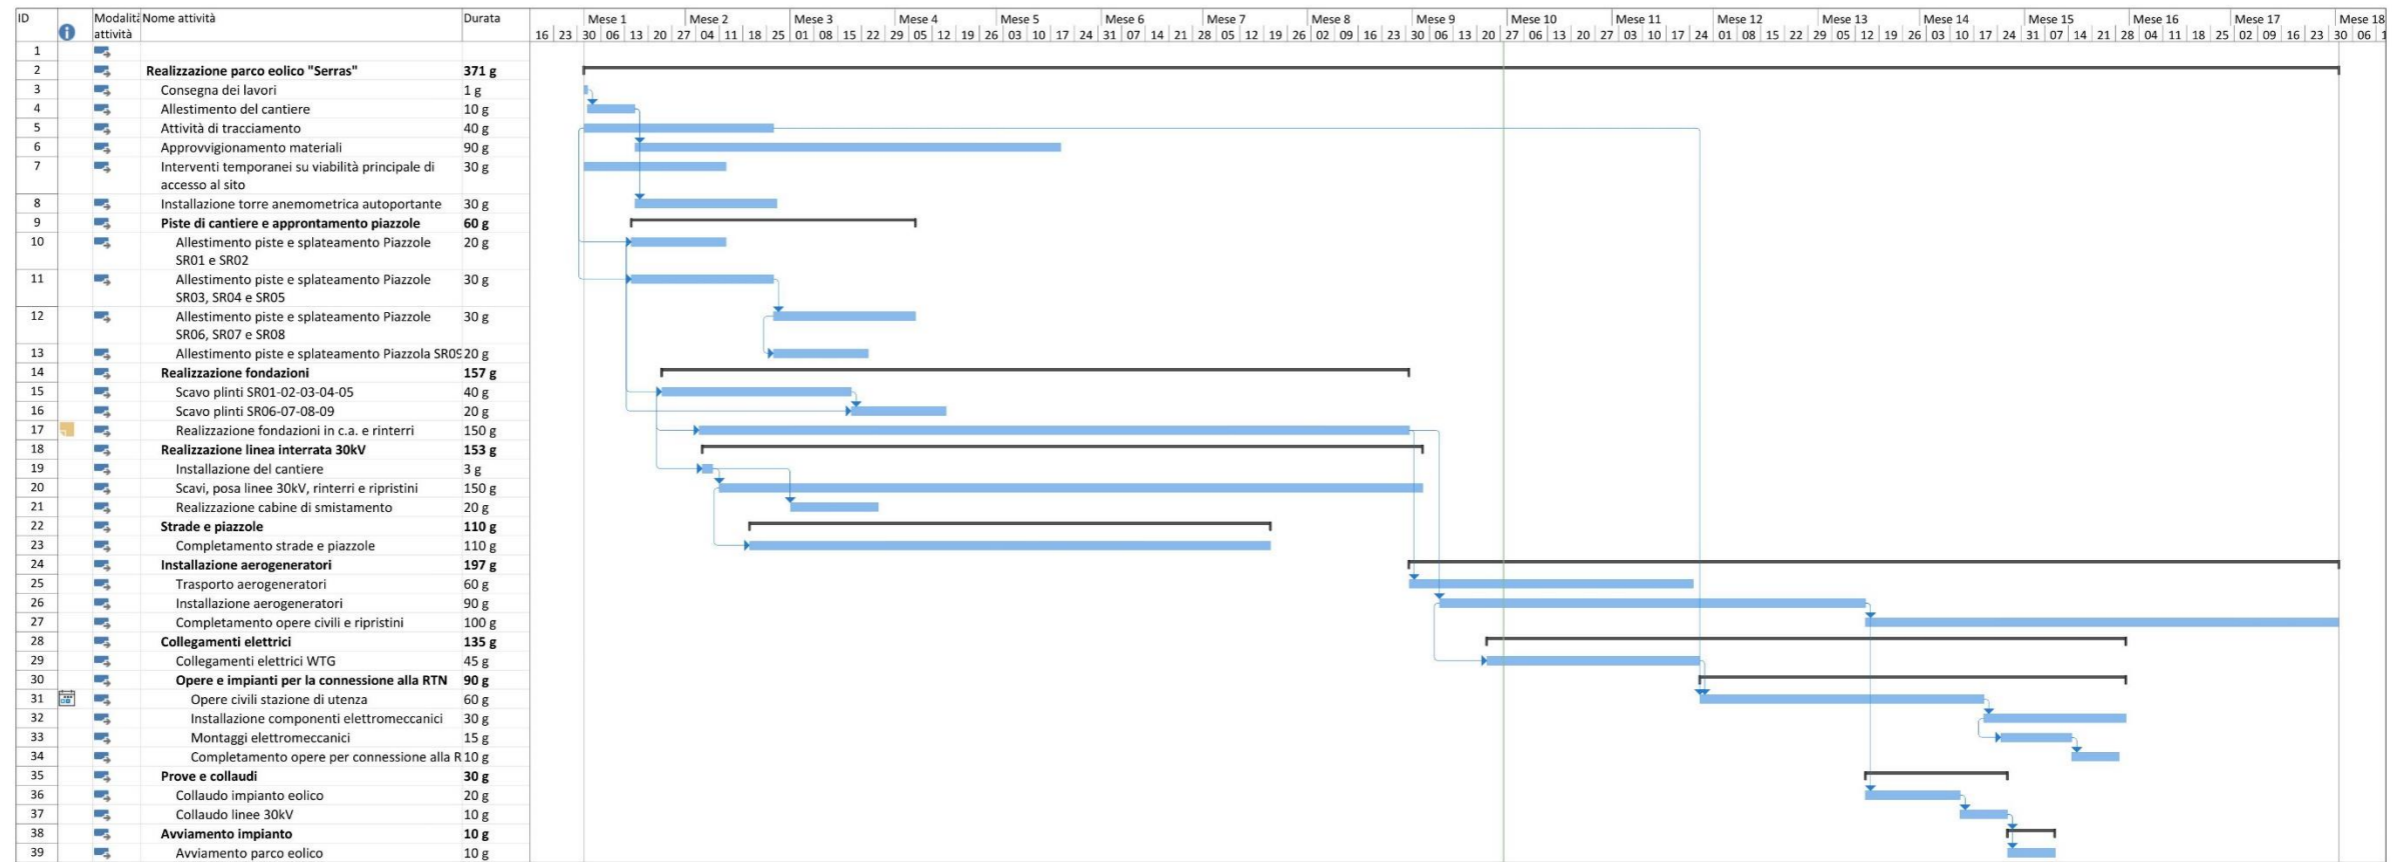 ID Modalità attività Nome attività Durata Mese 1 Mese 2 Mese 3 Mese 4 Mese 5 Mese 6 Mese 7 Mese 8 Mese 9 Mese 10 Mese 11 Mese 12 Mese 13 Mese 14 Mese 15 Mese 16 Mese 17 Mese 18
16 23 30 06 13 20 27 04 11 18 25 01 08 15 22 29 05 12 19 26 03 10 17 24 31 07 14 21 28 05 12 19 26 02 09 16 23 30 06 13 20 27 06 13 20 27 03 10 17 24 01 08 15 22 29 05 12 19 26 03 10 17 24 31 07 14 21 28 04 11 18 25 02 09 16 23 30 06 1
1
2 Realizzazione parco eolico "Serras" 371 g
3 Consegna dei lavori 1 g
4 Allestimento del cantiere 10 g
5 Attività di tracciamento 40 g
6 Approvvigionamento materiali 90 g
7 Interventi temporanei su viabilità principale di 30 g
accesso al sito
8 Installazione torre anemometrica autoportante 30 g
9 Piste di cantiere e approntamento piazzole 60 g
10 Allestimento piste e splateamento Piazzole 20 g
SR01 e SR02
11 Allestimento piste e splateamento Piazzole 30 g
SR03, SR04 e SR05
12 Allestimento piste e splateamento Piazzole 30 g
SR06, SR07 e SR08
13 Allestimento piste e splateamento Piazzola SR09 20 g
14 Realizzazione fondazioni 157 g
15 Scavo plinti SR01-02-03-04-05 40 g
16 Scavo plinti SR06-07-08-09 20 g
17 Realizzazione fondazioni in c.a. e rinterri 150 g
18 Realizzazione linea interrata 30kV 153 g
19 Installazione del cantiere 3 g
20 Scavi, posa linee 30kV, rinterri e ripristini 150 g
21 Realizzazione cabine di smistamento 20 g
22 Strade e piazzole 110 g
23 Completamento strade e piazzole 110 g
24 Installazione aerogeneratori 197 g
25 Trasporto aerogeneratori 60 g
26 Installazione aerogeneratori 90 g
27 Completamento opere civili e ripristini 100 g
28 Collegamenti elettrici 135 g
29 Collegamenti elettrici WTG 45 g
30 Opere e impianti per la connessione alla RTN 90 g
31 Opere civili stazione di utenza 60 g
32 Installazione componenti elettromeccanici 30 g
33 Montaggi elettromeccanici 15 g
34 Completamento opere per connessione alla R 10 g
35 Prove e collaudi 30 g
36 Collaudo impianto eolico 20 g
37 Collaudo linee 30kV 10 g
38 Avviamento impianto 10 g
39 Avviamento parco eolico 10 g